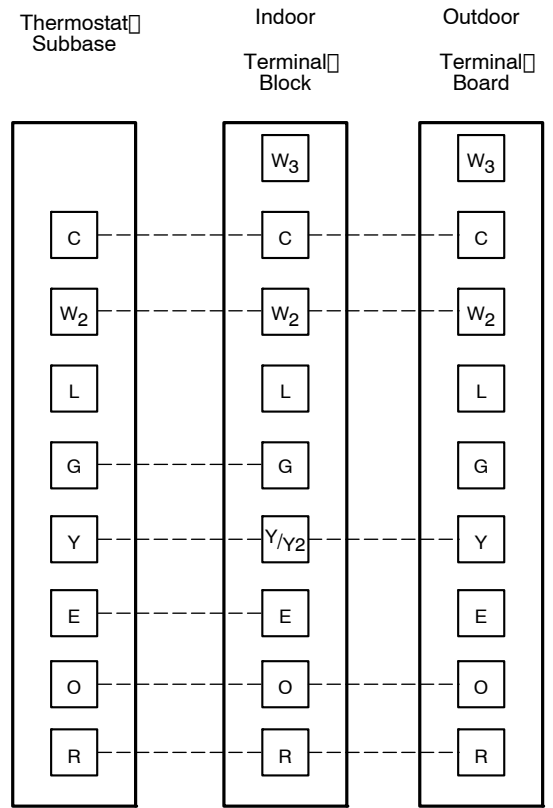 Thermostat
Subbase
Indoor
Terminal
Block
Outdoor
Terminal
Board
W3
W3
C
C
C
W2
W2
W2
L
L
L
G
G
G
Y
Y/Y2
Y
E
E
E
O
O
O
R
R
R